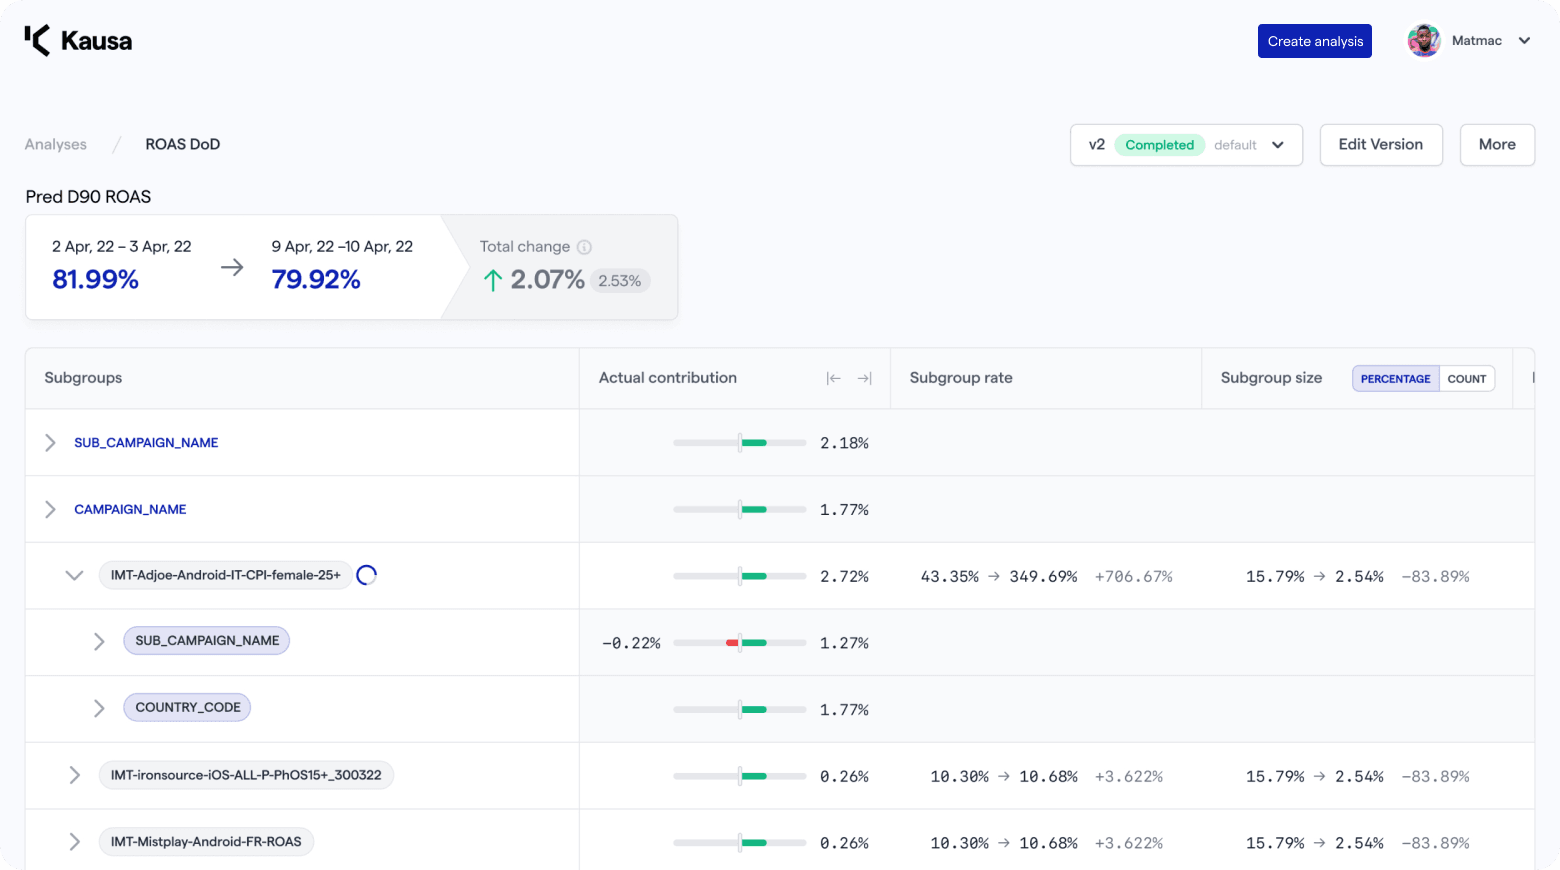 Kausa
Create analysis
Matmac
Analyses / ROAS DoD
v2 Completed default
Edit Version
More
Pred D90 ROAS
2 Apr, 22 – 3 Apr, 22
81.99%
9 Apr, 22 –10 Apr, 22
79.92%
Total change
2.07% 2.53%
Subgroups Actual contribution Subgroup rate Subgroup size PERCENTAGE COUNT
SUB_CAMPAIGN_NAME 2.18%
CAMPAIGN_NAME 1.77%
IMT-Adjoe-Android-IT-CPI-female-25+ 2.72% 43.35% → 349.69% +706.67% 15.79% → 2.54% −83.89%
SUB_CAMPAIGN_NAME −0.22% 1.27%
COUNTRY_CODE 1.77%
IMT-ironsource-iOS-ALL-P-PhOS15+_300322 0.26% 10.30% → 10.68% +3.622% 15.79% → 2.54% −83.89%
IMT-Mistplay-Android-FR-ROAS 0.26% 10.30% → 10.68% +3.622% 15.79% → 2.54% −83.89%